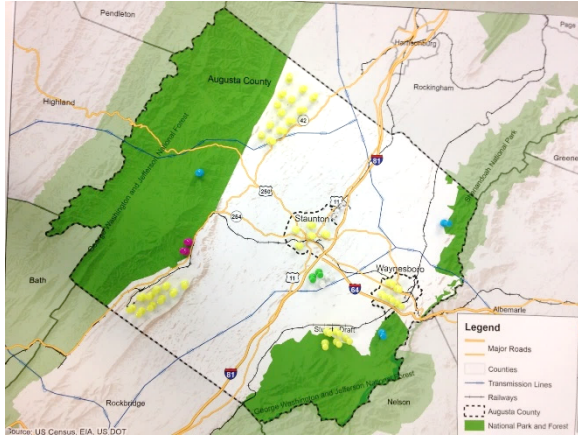 Pendleton
Page
Harrisonburg
Augusta County
Rockingham
Highland
42
81
Shenandoah National Park
Greene
George Washington and Jefferson National Forest
250
11
Staunton
254
Bath
11
Waynesboro
64
Albemarle
Stuarts Draft
81
George Washington and Jefferson National Forest
Rockbridge
Nelson
Legend
Major Roads
Counties
Transmission Lines
Railways
Augusta County
National Park and Forest
Source: US Census, EIA, US DOT